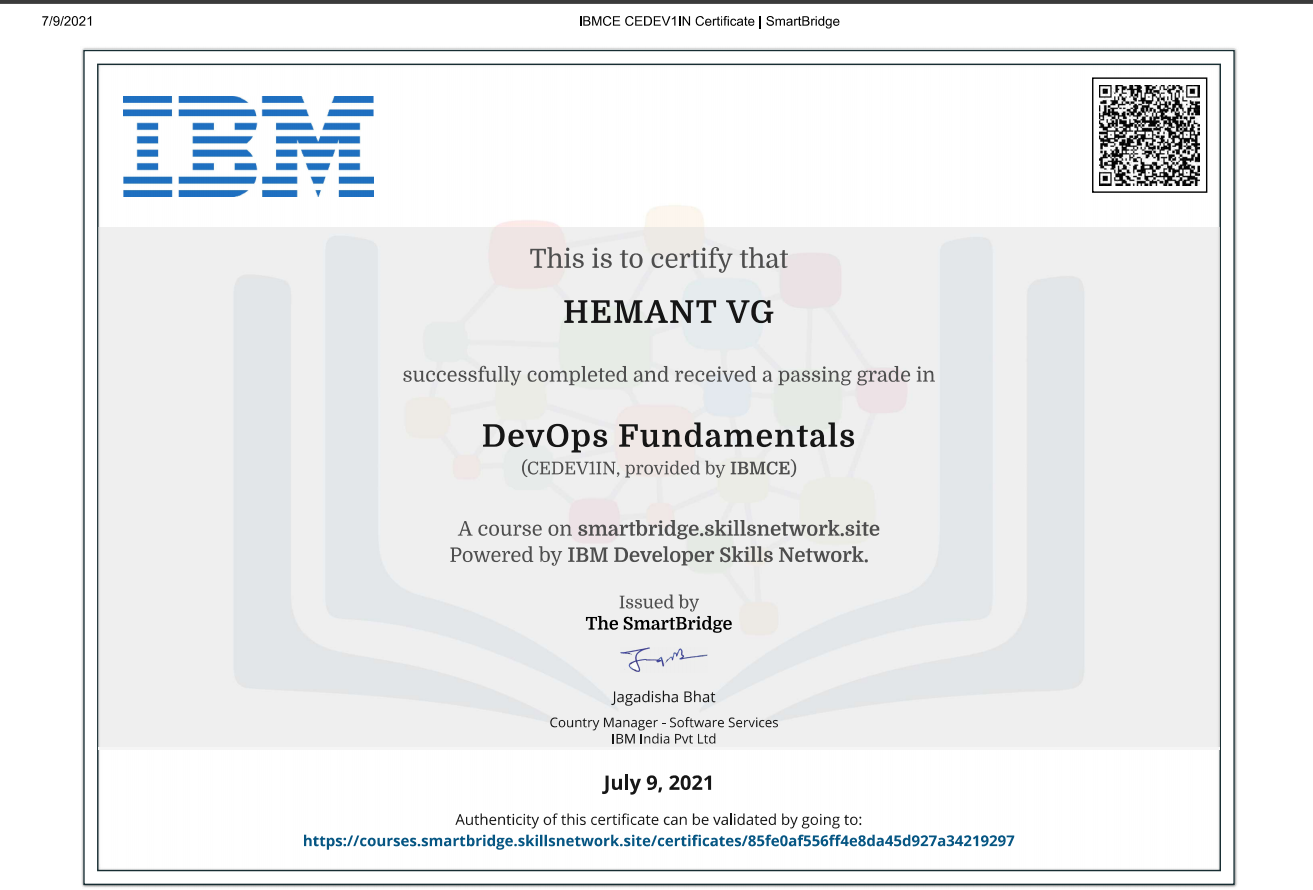 7/9/2021
IBMCE CEDEV1IN Certificate | SmartBridge
IBM
This is to certify that
HEMANT VG
successfully completed and received a passing grade in
DevOps Fundamentals
(CEDEV1IN, provided by IBMCE)
A course on smartbridge.skillsnetwork.site
Powered by IBM Developer Skills Network.
Issued by
The SmartBridge
Jagadisha Bhat
Country Manager - Software Services
IBM India Pvt Ltd
July 9, 2021
Authenticity of this certificate can be validated by going to:
https://courses.smartbridge.skillsnetwork.site/certificates/85fe0af556ff4e8da45d927a34219297